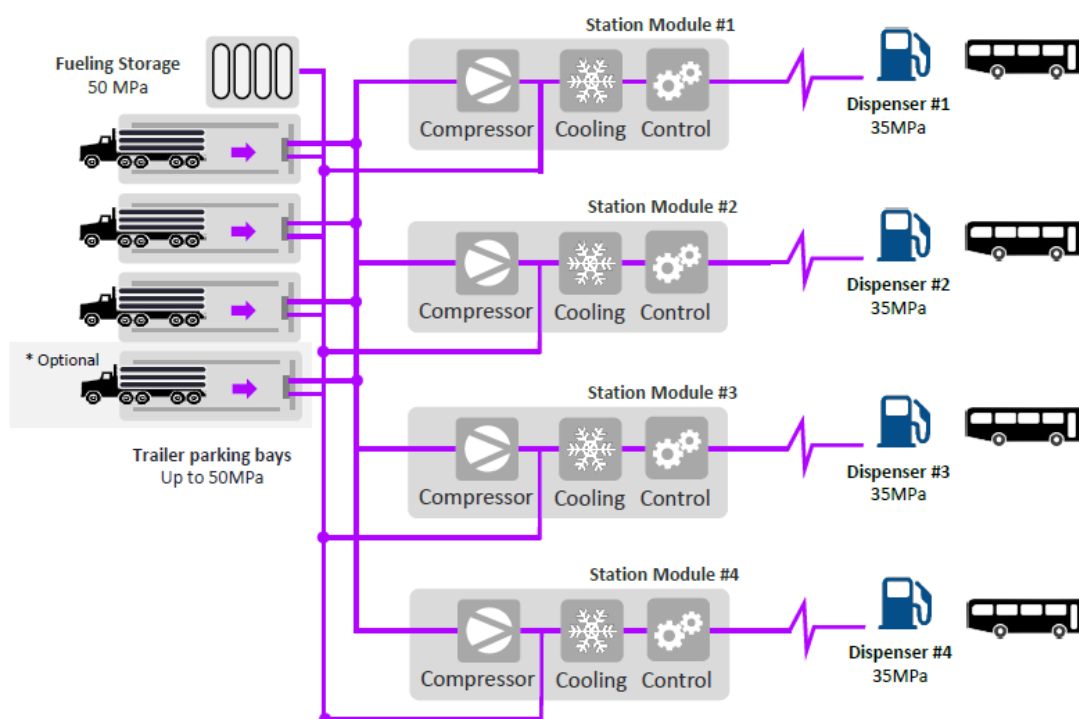 Fueling Storage
50 MPa
* Optional
Trailer parking bays
Up to 50MPa
Station Module #1
Compressor
Cooling
Control
Dispenser #1
35MPa
Station Module #2
Compressor
Cooling
Control
Dispenser #2
35MPa
Station Module #3
Compressor
Cooling
Control
Dispenser #3
35MPa
Station Module #4
Compressor
Cooling
Control
Dispenser #4
35MPa